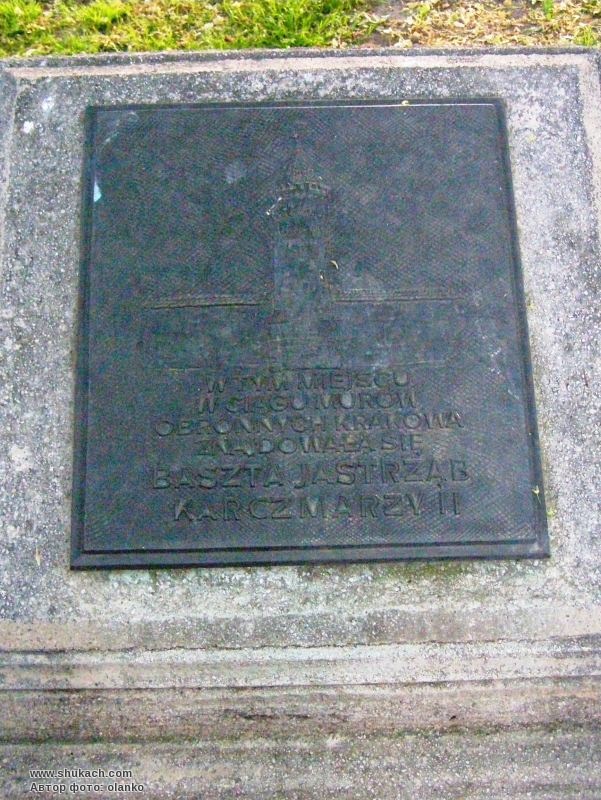 W TYM MIEJSCU
W CIĄGU MURÓW
OBRONNYCH KRAKOWA
ZNAJDOWAŁA SIĘ
BASZTA JASTRZĄB
KARCZMARZY II
www.shukach.com
Автор фото: olanko